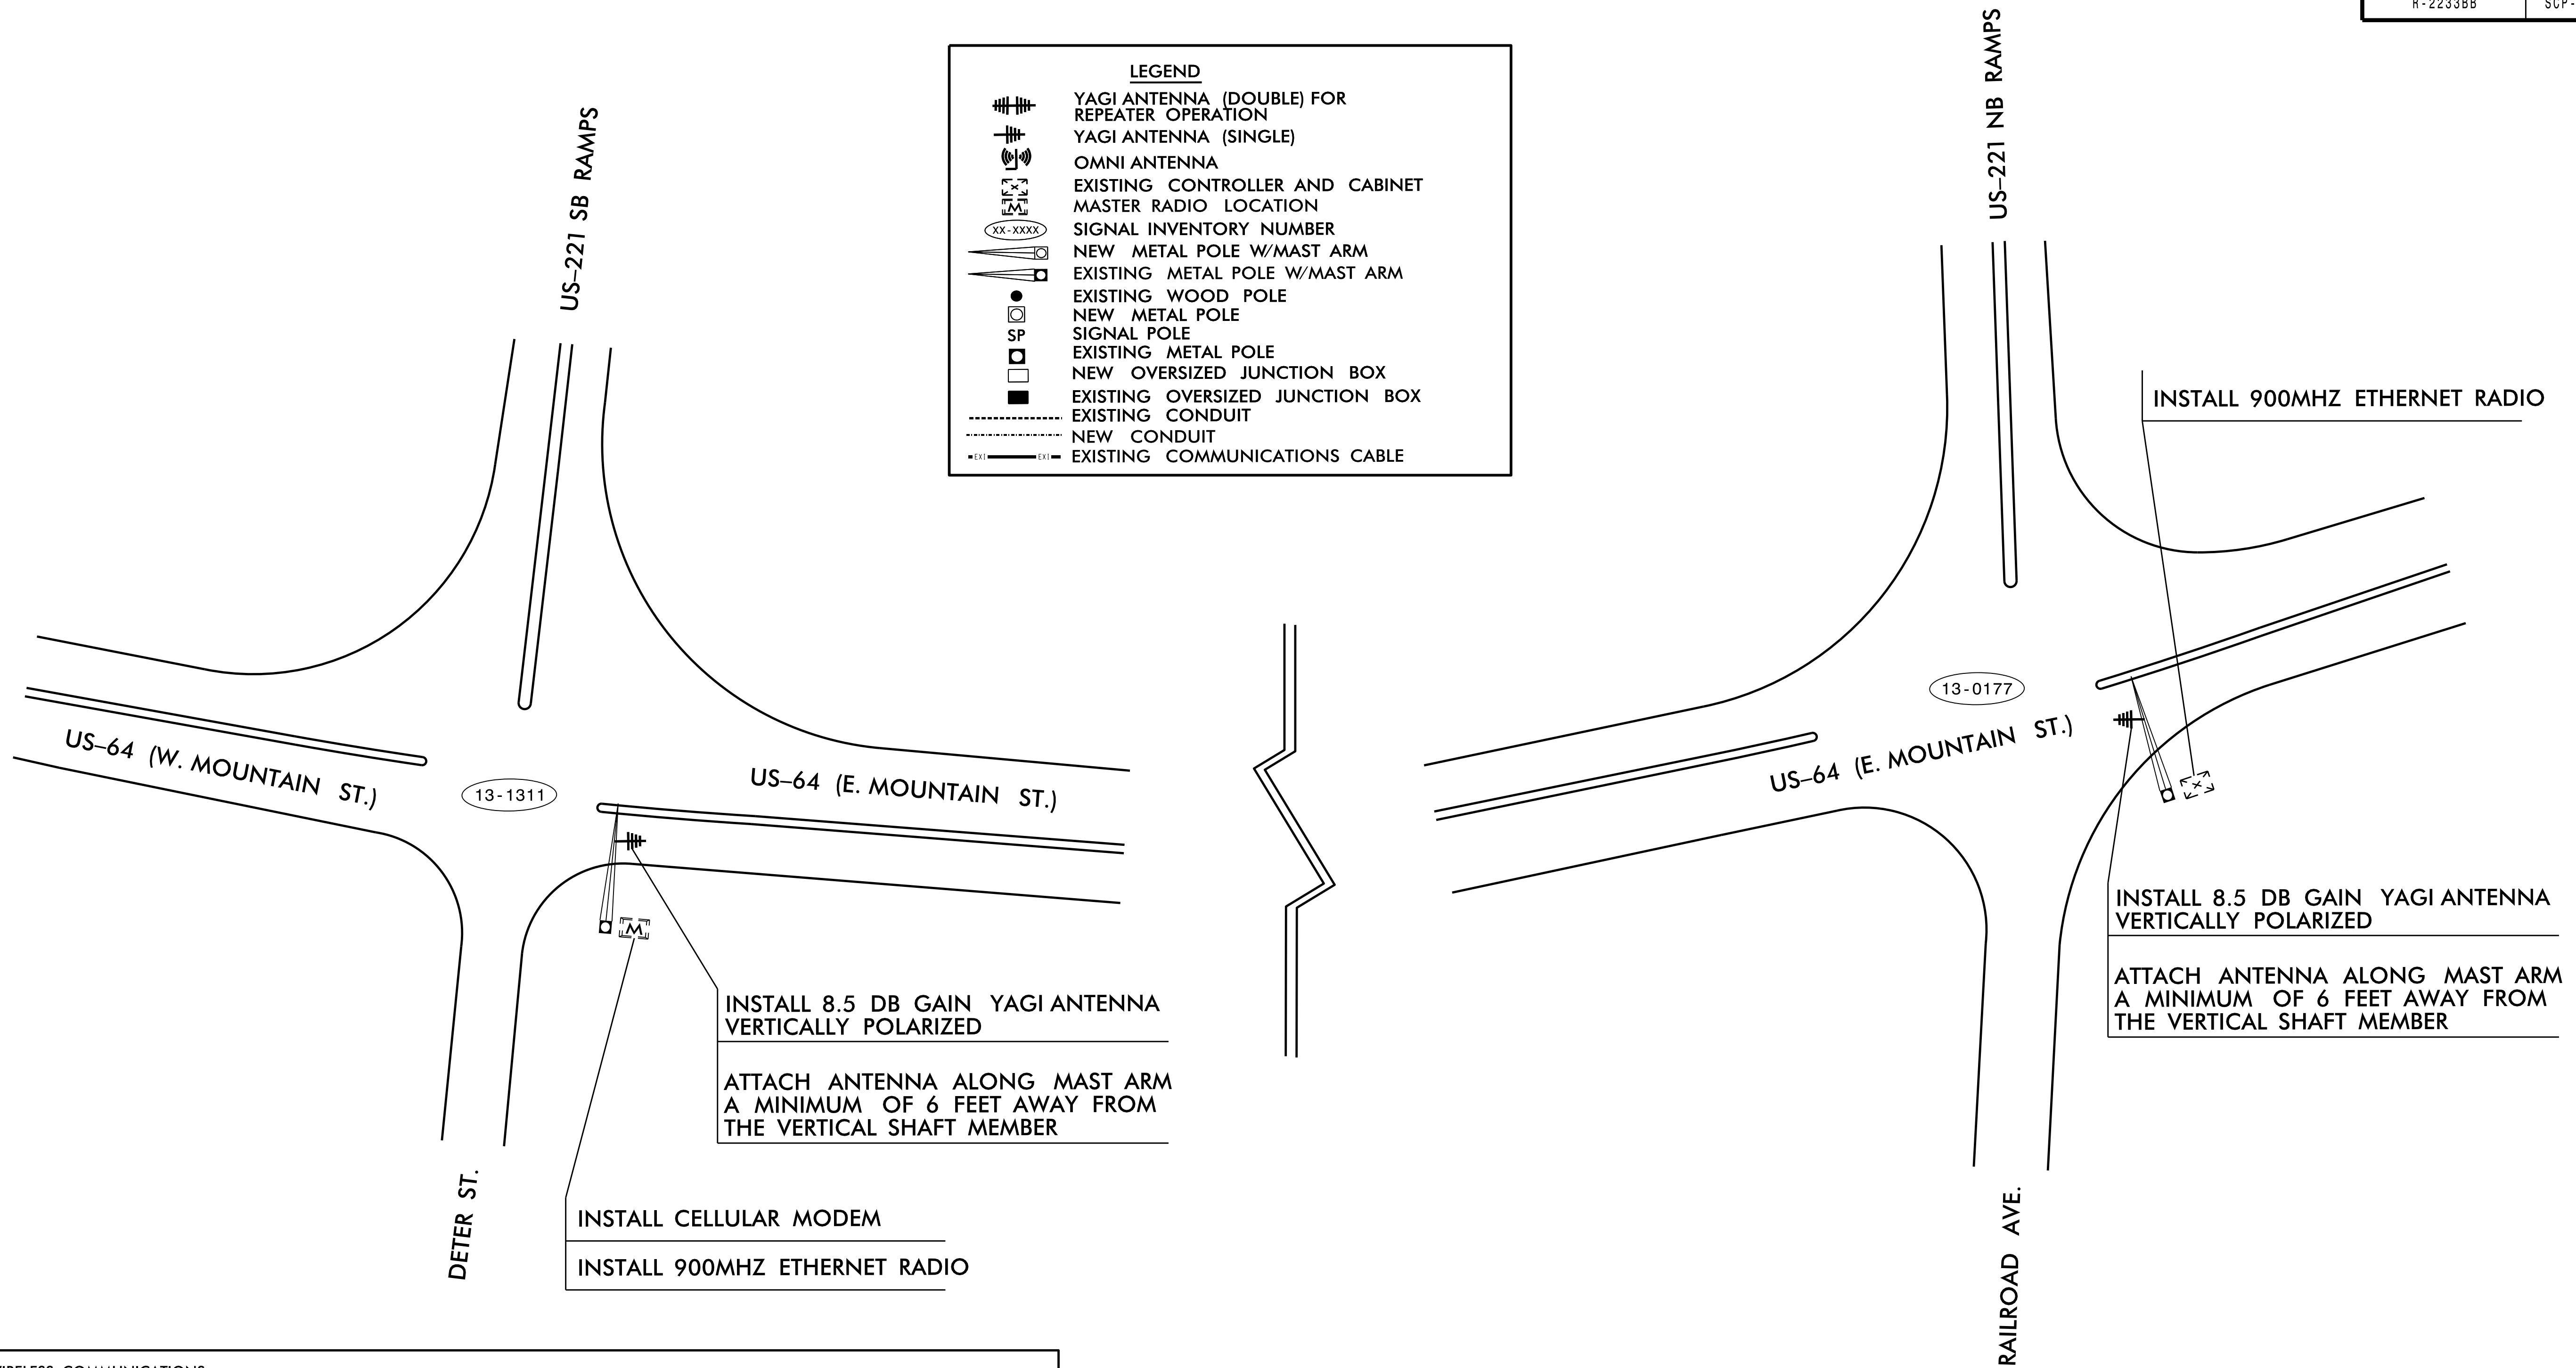 R-2233BB
SCP-
US-221 SB RAMPS
US-221 NB RAMPS
LEGEND
YAGI ANTENNA (DOUBLE) FOR
REPEATER OPERATION
YAGI ANTENNA (SINGLE)
OMNI ANTENNA
EXISTING CONTROLLER AND CABINET
M MASTER RADIO LOCATION
XX-XXXX SIGNAL INVENTORY NUMBER
NEW METAL POLE W/MAST ARM
EXISTING METAL POLE W/MAST ARM
EXISTING WOOD POLE
NEW METAL POLE
SP SIGNAL POLE
EXISTING METAL POLE
NEW OVERSIZED JUNCTION BOX
EXISTING OVERSIZED JUNCTION BOX
EXISTING CONDUIT
NEW CONDUIT
EXI EXI EXISTING COMMUNICATIONS CABLE
US-64 (W. MOUNTAIN ST.)
13-1311
US-64 (E. MOUNTAIN ST.)
M
INSTALL 8.5 DB GAIN YAGI ANTENNA
VERTICALLY POLARIZED
ATTACH ANTENNA ALONG MAST ARM
A MINIMUM OF 6 FEET AWAY FROM
THE VERTICAL SHAFT MEMBER
INSTALL CELLULAR MODEM
INSTALL 900MHZ ETHERNET RADIO
DETER ST.
INSTALL 900MHZ ETHERNET RADIO
13-0177
US-64 (E. MOUNTAIN ST.)
INSTALL 8.5 DB GAIN YAGI ANTENNA
VERTICALLY POLARIZED
ATTACH ANTENNA ALONG MAST ARM
A MINIMUM OF 6 FEET AWAY FROM
THE VERTICAL SHAFT MEMBER
RAILROAD AVE.